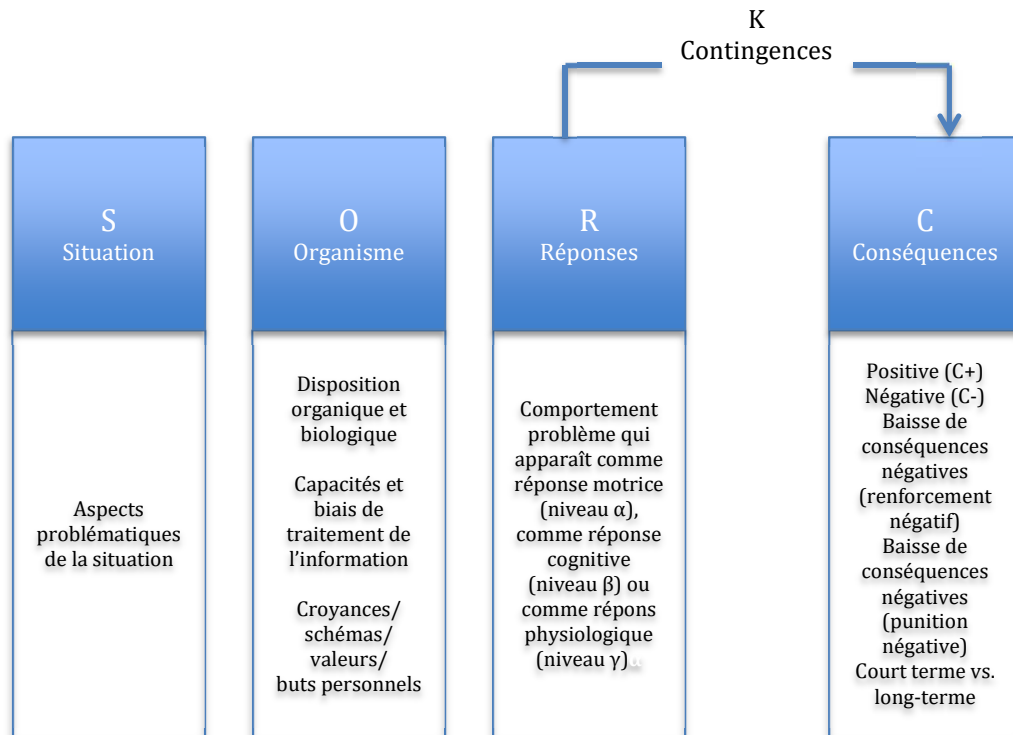 K
Contingences
S
Situation
O
Organisme
R
Réponses
C
Conséquences
Aspects
problématiques
de la situation
Disposition
organique et
biologique
Capacités et
biais de
traitement de
l'information
Croyances/
schémas/
valeurs/
buts personnels
Comportement
problème qui
apparaît comme
réponse motrice
(niveau α),
comme réponse
cognitive
(niveau β) ou
comme répons
physiologique
(niveau γ)α
Positive (C+)
Négative (C-)
Baisse de
conséquences
négatives
(renforcement
négatif)
Baisse de
conséquences
négatives
(punition
négative)
Court terme vs.
long-terme